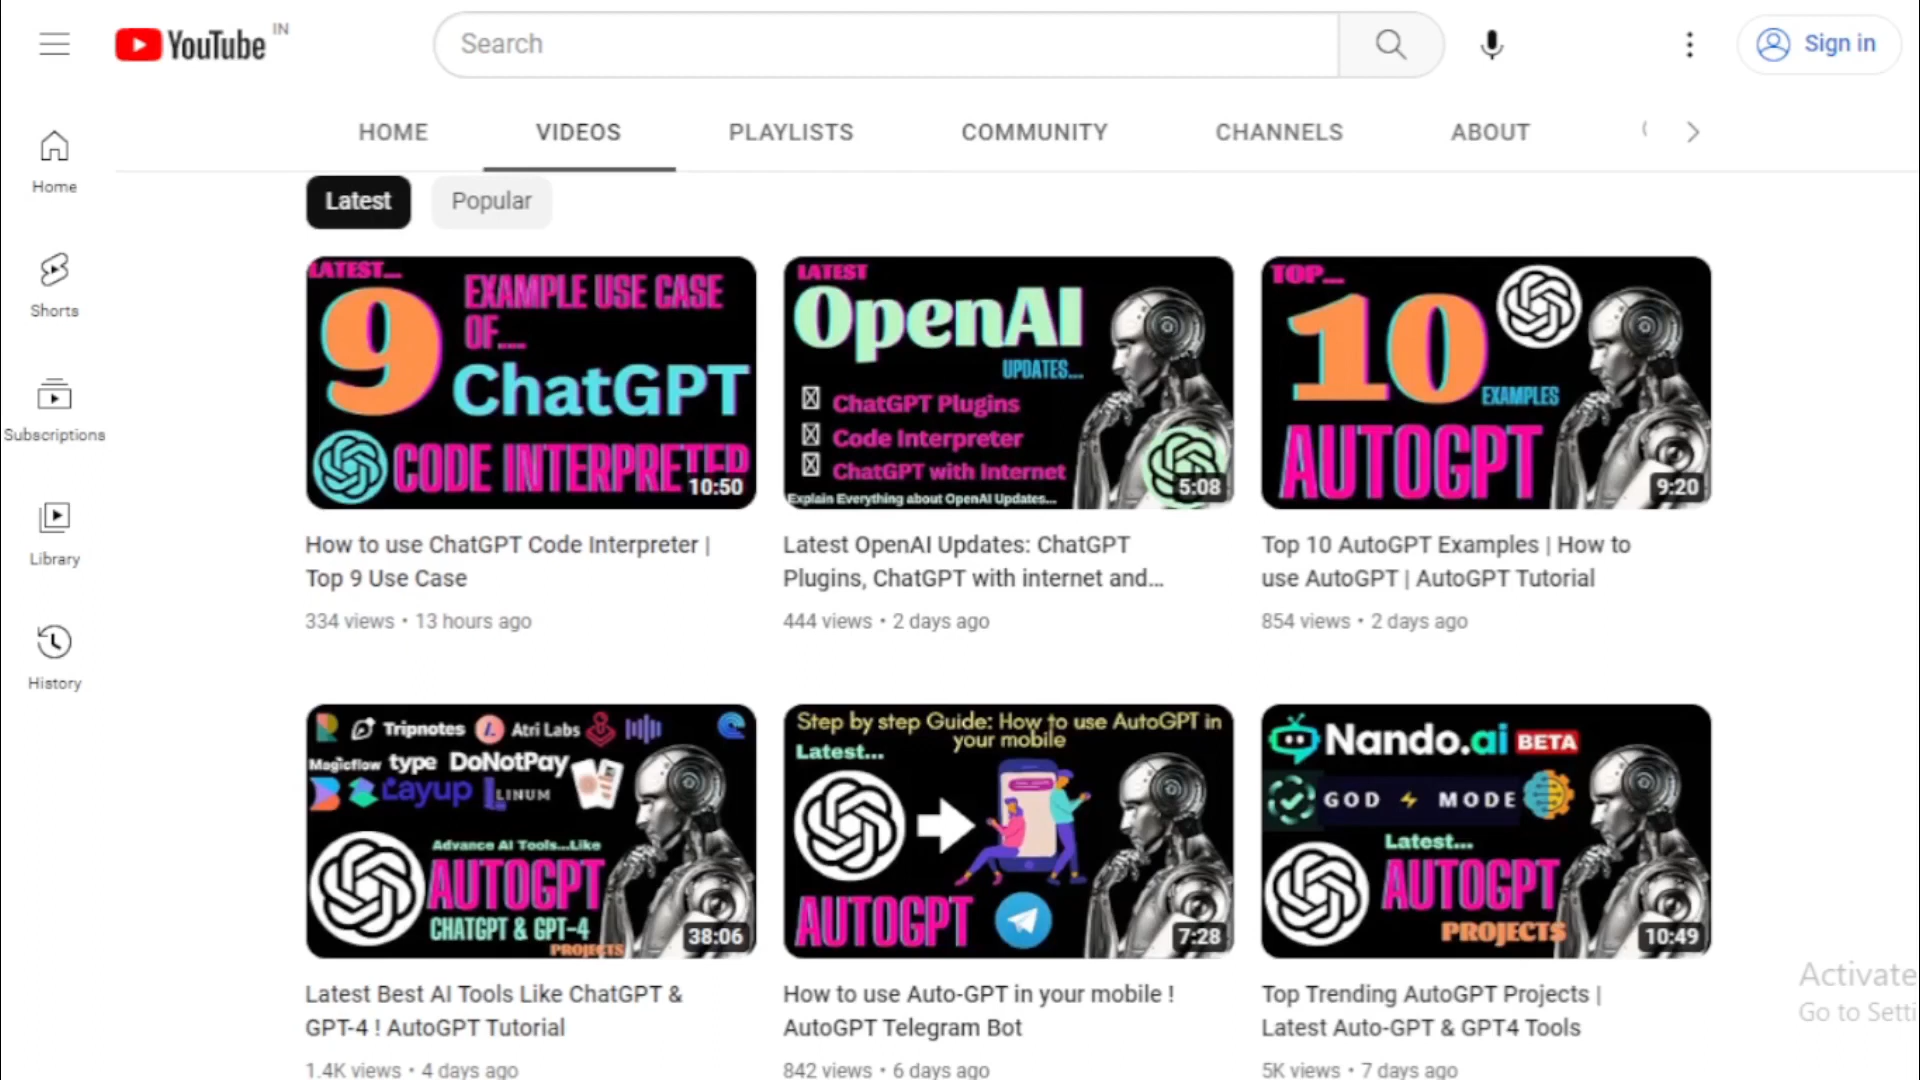 YouTube IN
Search
Sign in
HOME VIDEOS PLAYLISTS COMMUNITY CHANNELS ABOUT
Home
Shorts
Subscriptions
Library
History
Latest Popular
LATEST...
9
EXAMPLE USE CASE
OF....
ChatGPT
CODE INTERPRETER
10:50
How to use ChatGPT Code Interpreter |
Top 9 Use Case
334 views • 13 hours ago
LATEST
OpenAI
UPDATES...
ChatGPT Plugins
Code Interpreter
ChatGPT with Internet
Explain Everything about OpenAI Updates...
5:08
Latest OpenAI Updates: ChatGPT
Plugins, ChatGPT with internet and...
444 views • 2 days ago
TOP...
10
EXAMPLES
AUTOGPT
9:20
Top 10 AutoGPT Examples | How to
use AutoGPT | AutoGPT Tutorial
854 views • 2 days ago
Tripnotes Atri Labs
Magicflow type DoNotPay
Layup LINUM
Advance AI Tools...Like
AUTOGPT
CHATGPT & GPT-4
PROJECTS
38:06
Latest Best AI Tools Like ChatGPT &
GPT-4 ! AutoGPT Tutorial
1.4K views • 4 days ago
Step by step Guide: How to use AutoGPT in
your mobile
Latest...
AUTOGPT
7:28
How to use Auto-GPT in your mobile !
AutoGPT Telegram Bot
842 views • 6 days ago
Nando.ai BETA
GOD MODE
Latest...
AUTOGPT
PROJECTS
10:49
Top Trending AutoGPT Projects |
Latest Auto-GPT & GPT4 Tools
5K views • 7 days ago
Activate
Go to Setti